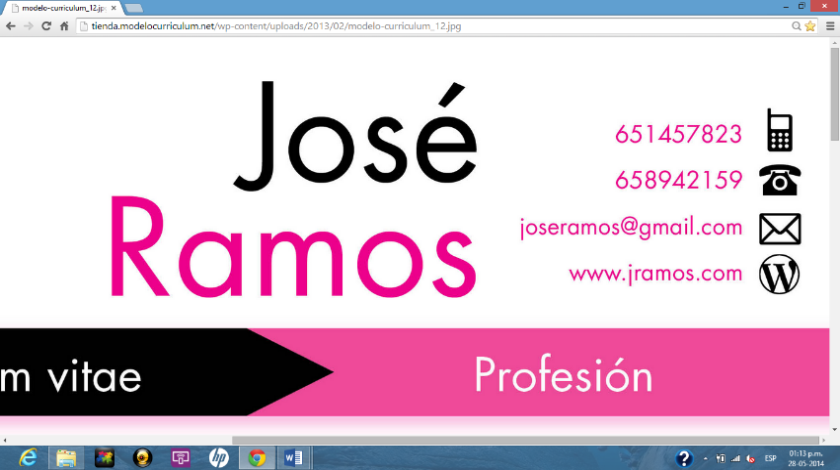 modelo-curriculum_12.jp
tienda.modelocurriculum.net/wp-content/uploads/2013/02/modelo-curriculum_12.jpg
José
Ramos
651457823
658942159
joseramos@gmail.com
www.jramos.com
m vitae
Profesión
ESP
01:13 p.m.
28-05-2014